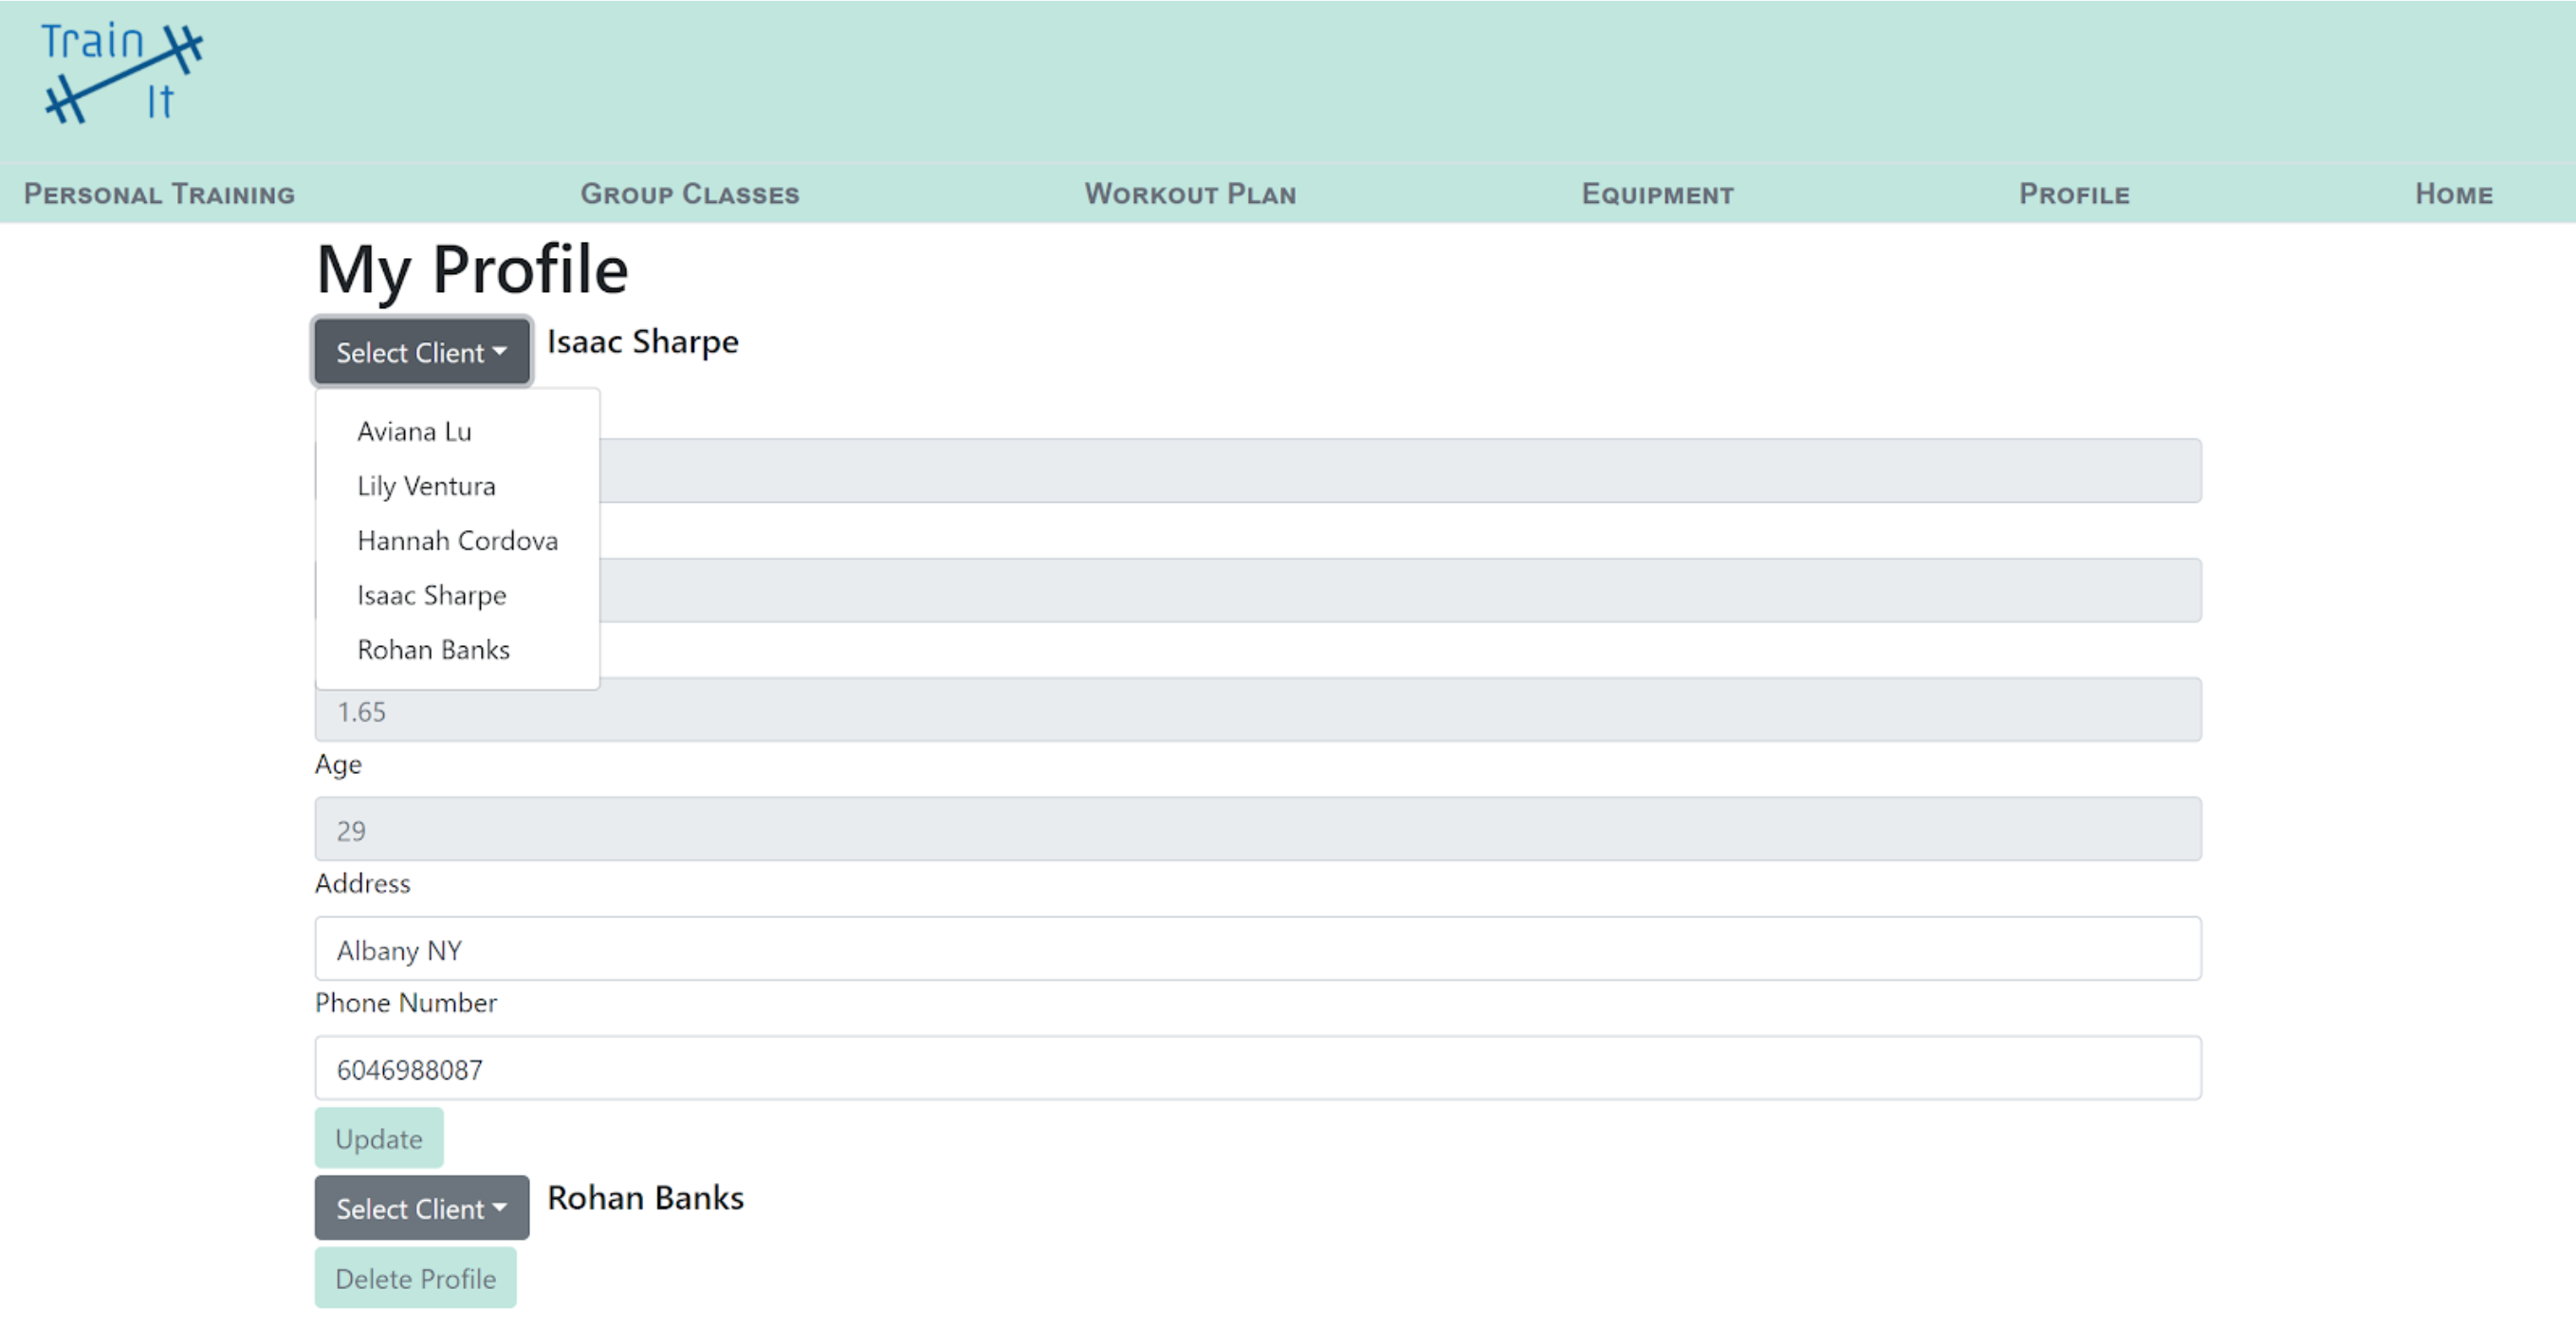 Train
It
PERSONAL TRAINING GROUP CLASSES WORKOUT PLAN EQUIPMENT PROFILE HOME
My Profile
Select Client Isaac Sharpe
Aviana Lu
Lily Ventura
Hannah Cordova
Isaac Sharpe
Rohan Banks
1.65
Age
29
Address
Albany NY
Phone Number
6046988087
Update
Select Client Rohan Banks
Delete Profile